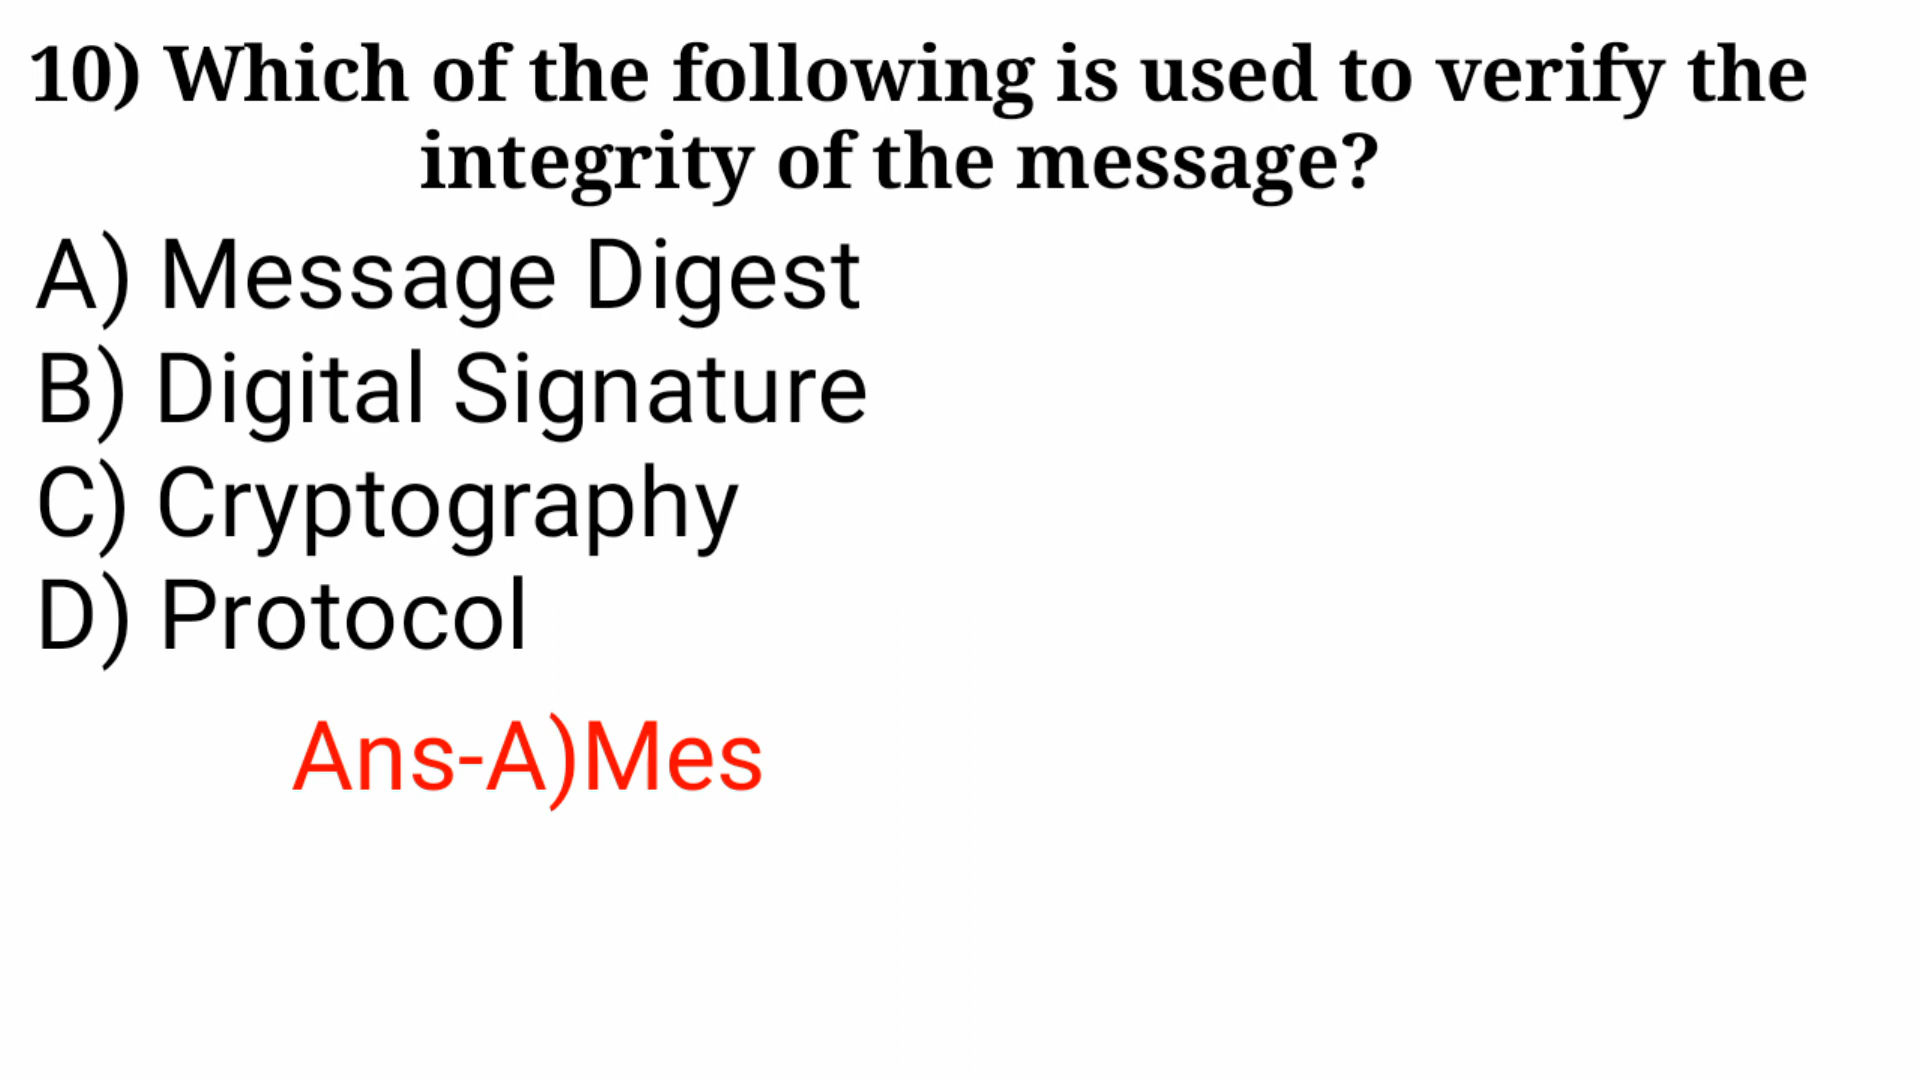 10) Which of the following is used to verify the
integrity of the message?
A) Message Digest
B) Digital Signature
C) Cryptography
D) Protocol
Ans-A)Mes